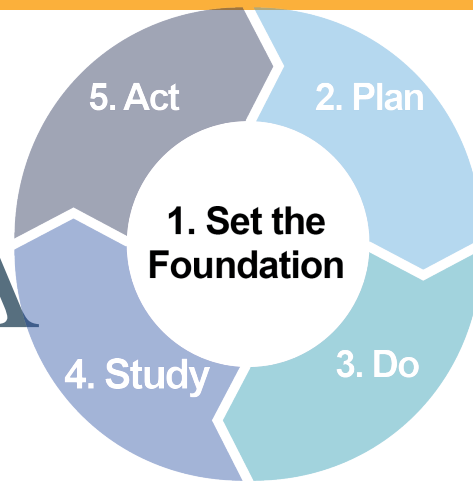 5. Act
2. Plan
1. Set the
Foundation
A
4. Study
3. Do